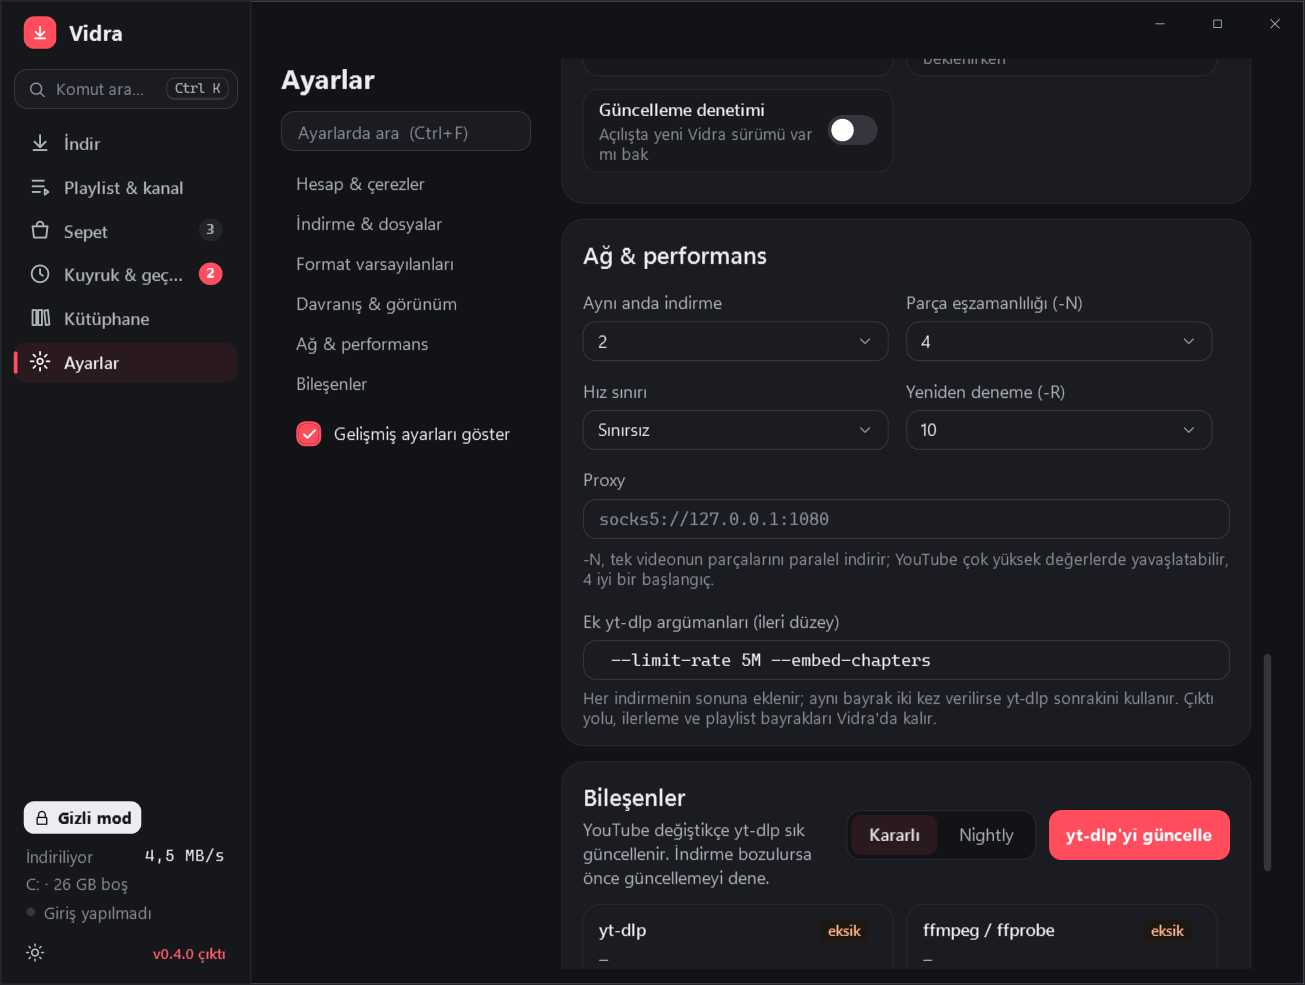 Vidra
Komut ara... Ctrl K
İndir
Playlist & kanal
Sepet 3
Kuyruk & geç... 2
Kütüphane
Ayarlar
Gizli mod
İndiriliyor 4,5 MB/s
C: · 26 GB boş
Giriş yapılmadı
v0.4.0 çıktı
Ayarlar
Ayarlarda ara (Ctrl+F)
Hesap & çerezler
İndirme & dosyalar
Format varsayılanları
Davranış & görünüm
Ağ & performans
Bileşenler
Gelişmiş ayarları göster
beklenirken
Güncelleme denetimi
Açılışta yeni Vidra sürümü var
mı bak
Ağ & performans
Aynı anda indirme
2
Parça eşzamanlılığı (-N)
4
Hız sınırı
Sınırsız
Yeniden deneme (-R)
10
Proxy
socks5://127.0.0.1:1080
-N, tek videonun parçalarını paralel indirir; YouTube çok yüksek değerlerde yavaşlatabilir,
4 iyi bir başlangıç.
Ek yt-dlp argümanları (ileri düzey)
--limit-rate 5M --embed-chapters
Her indirmenin sonuna eklenir; aynı bayrak iki kez verilirse yt-dlp sonrakini kullanır. Çıktı
yolu, ilerleme ve playlist bayrakları Vidra'da kalır.
Bileşenler
YouTube değiştikçe yt-dlp sık
güncellenir. İndirme bozulursa
önce güncellemeyi dene.
Kararlı
Nightly
yt-dlp'yi güncelle
yt-dlp eksik
–
ffmpeg / ffprobe eksik
–